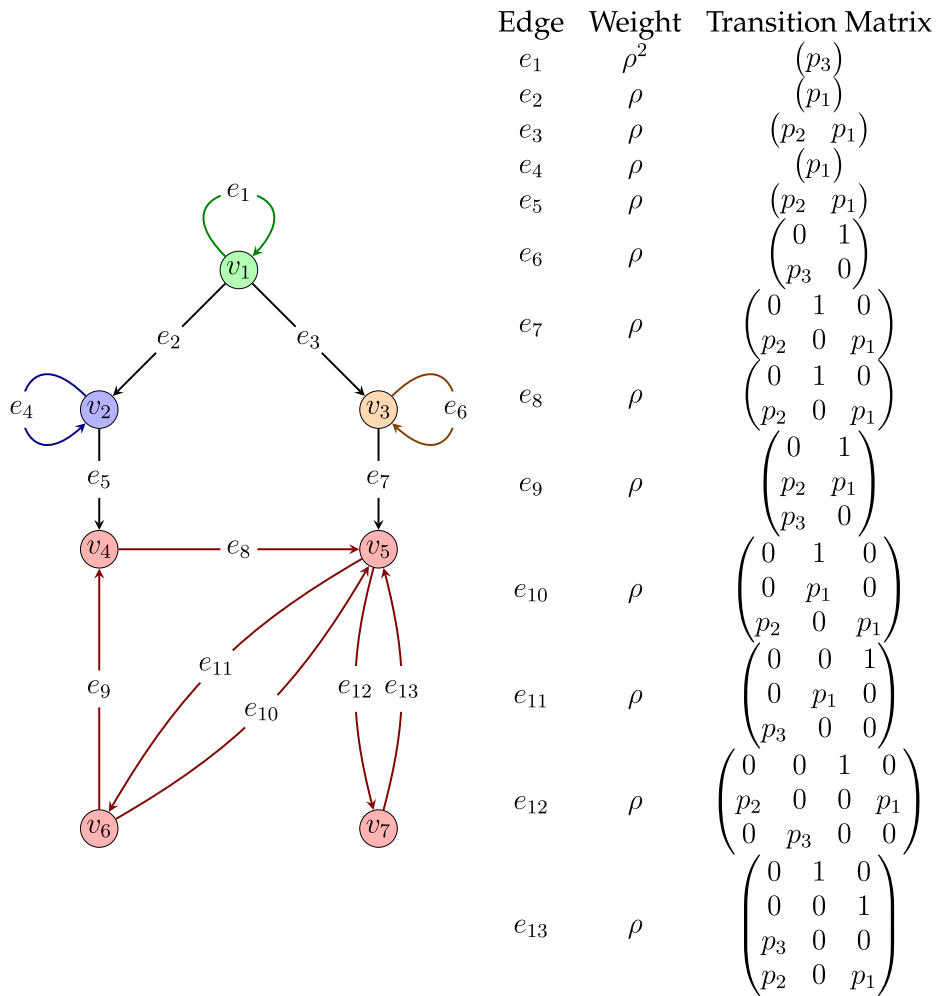 Edge Weight Transition Matrix
e₁ ρ² (p₃)
e₂ ρ (p₁)
e₃ ρ (p₂ p₁)
e₄ ρ (p₁)
e₅ ρ (p₂ p₁)
0 1
e₆ ρ
p₃ 0
0 1 0
e₇ ρ
p₂ 0 p₁
0 1 0
e₈ ρ
p₂ 0 p₁
0 1
e₉ ρ p₂ p₁
p₃ 0
0 1 0
e₁₀ ρ 0 p₁ 0
p₂ 0 p₁
0 0 1
e₁₁ ρ 0 p₁ 0
p₃ 0 0
0 0 1 0
e₁₂ ρ p₂ 0 0 p₁
0 p₃ 0 0
0 1 0
0 0 1
e₁₃ ρ
p₃ 0 0
p₂ 0 p₁
e₁
v₁
e₂ e₃
e₄ v₂ v₃ e₆
e₅ e₇
v₄ e₈ v₅
e₁₁
e₉ e₁₂ e₁₃
e₁₀
v₆ v₇